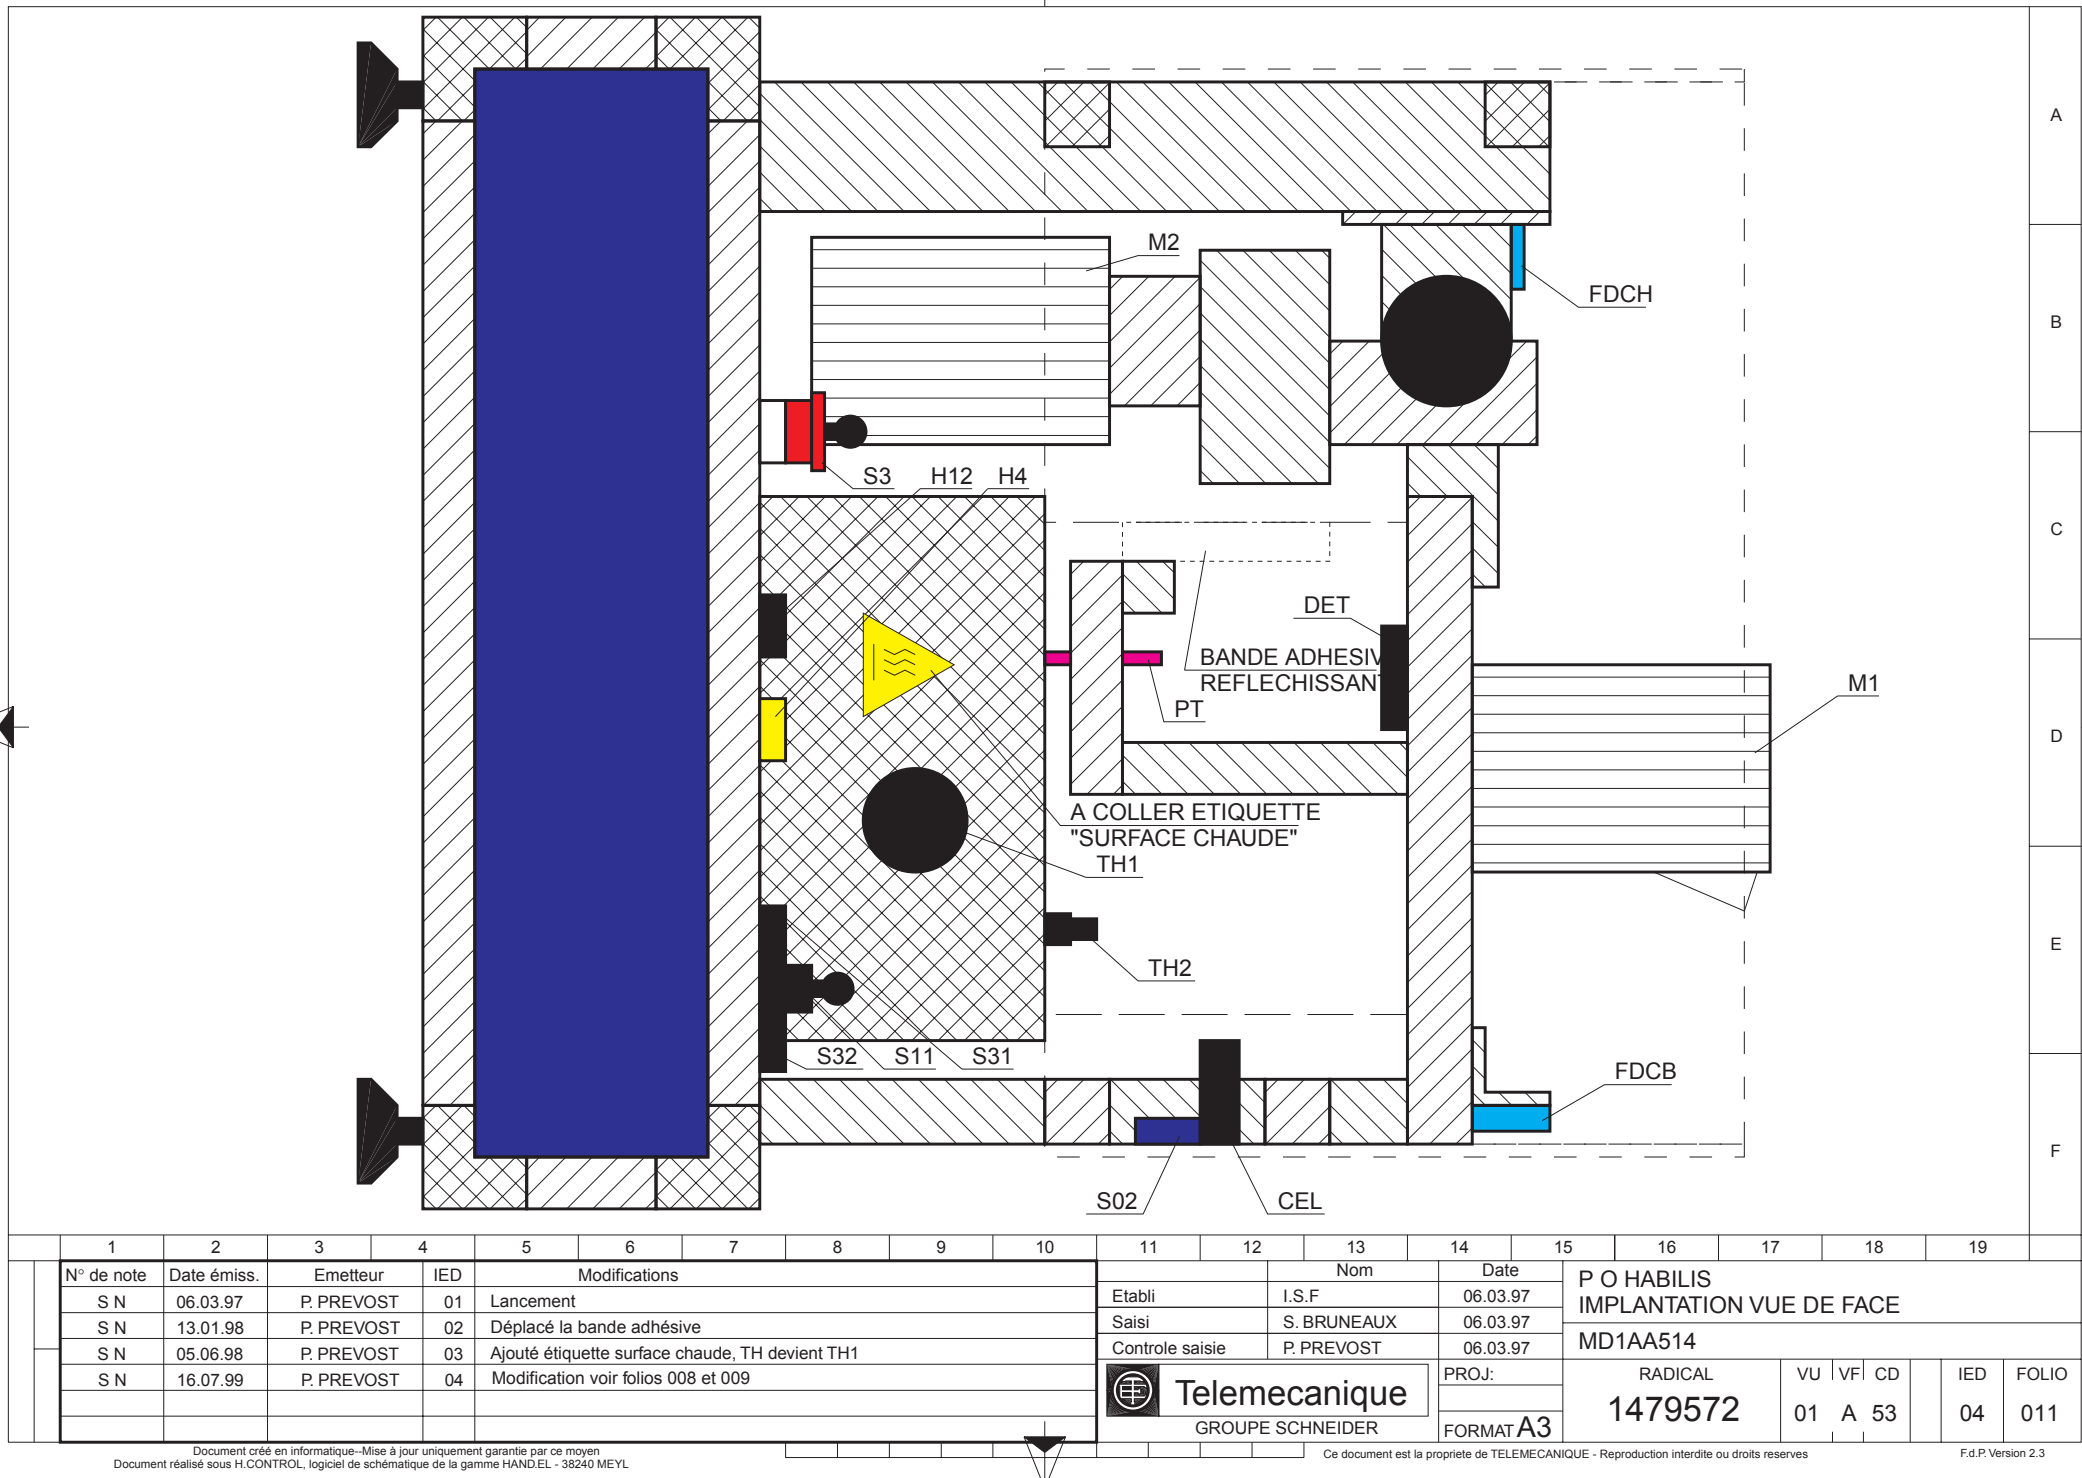 A
M2
FDCH
B
S3
H12
H4
C
DET
BANDE ADHESIV
REFLECHISSAN
M1
PT
D
A COLLER ETIQUETTE
"SURFACE CHAUDE"
TH1
E
TH2
S32
S11
S31
FDCB
F
S02
CEL
1 2 3 4 5 6 7 8 9 10 11 12 13 14 15 16 17 18 19
N° de note Date émiss. Emetteur IED Modifications
S N 06.03.97 P. PREVOST 01 Lancement
S N 13.01.98 P. PREVOST 02 Déplacé la bande adhésive
S N 05.06.98 P. PREVOST 03 Ajouté étiquette surface chaude, TH devient TH1
S N 16.07.99 P. PREVOST 04 Modification voir folios 008 et 009
Nom Date
Etabli I.S.F 06.03.97
Saisi S. BRUNEAUX 06.03.97
Controle saisie P. PREVOST 06.03.97
Telemecanique
GROUPE SCHNEIDER
PROJ:
FORMAT A3
P O HABILIS
IMPLANTATION VUE DE FACE
MD1AA514
RADICAL VU VF CD IED FOLIO
1479572 01 A 53 04 011
Document créé en informatique--Mise à jour uniquement garantie par ce moyen
Document réalisé sous H.CONTROL, logiciel de schématique de la gamme HAND.EL - 38240 MEYL
Ce document est la propriete de TELEMECANIQUE - Reproduction interdite ou droits reserves
F.d.P. Version 2.3